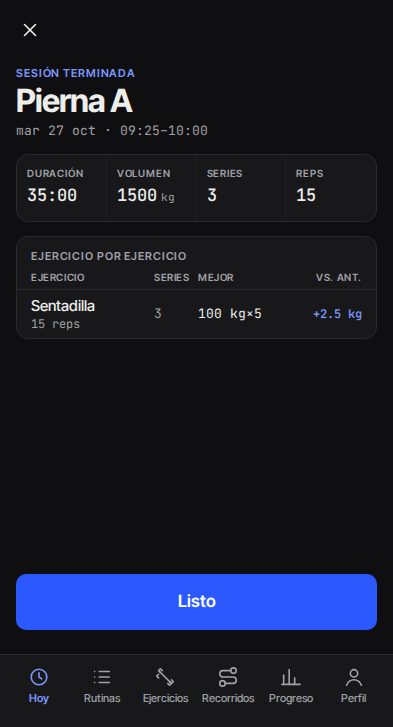 SESIÓN TERMINADA
Pierna A
mar 27 oct · 09:25–10:00
DURACIÓN VOLUMEN SERIES REPS
35:00 1500 kg 3 15
EJERCICIO POR EJERCICIO
EJERCICIO SERIES MEJOR VS. ANT.
Sentadilla 3 100 kg×5 +2.5 kg
15 reps
Listo
Hoy Rutinas Ejercicios Recorridos Progreso Perfil